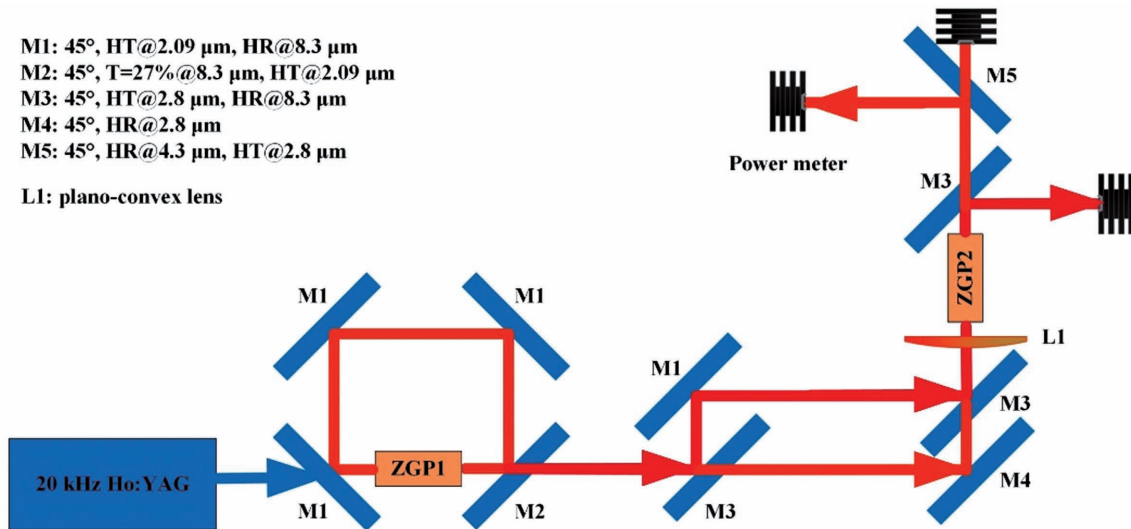 M1: 45°, HT@2.09 μm, HR@8.3 μm
M2: 45°, T=27%@8.3 μm, HT@2.09 μm
M3: 45°, HT@2.8 μm, HR@8.3 μm
M4: 45°, HR@2.8 μm
M5: 45°, HR@4.3 μm, HT@2.8 μm
L1: plano-convex lens
M5
Power meter
M3
ZGP2
M1
M1
L1
M1
M3
20 kHz Ho:YAG
ZGP1
M4
M1
M2
M3